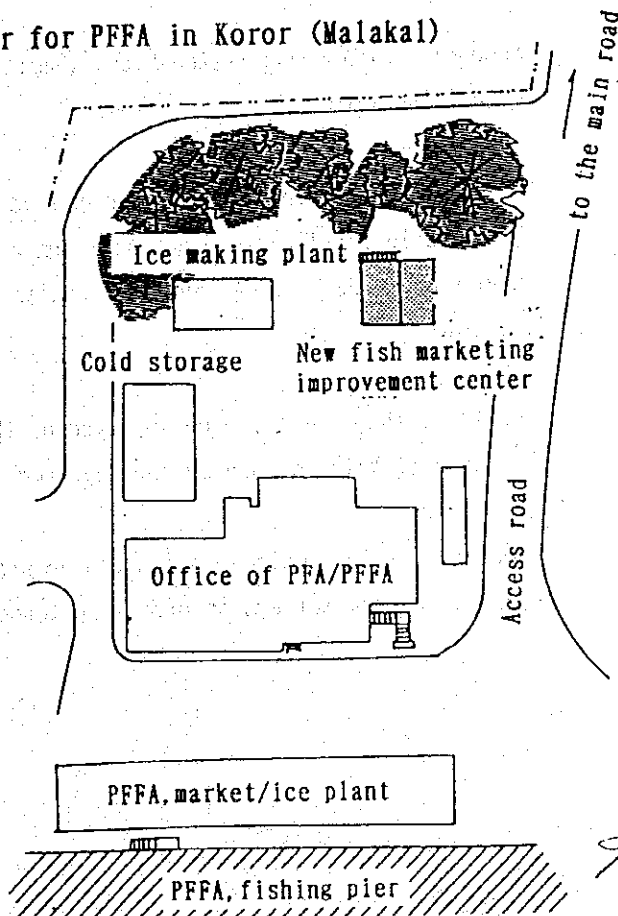 r for PFFA in Koror (Malakal)
to the main road
Ice making plant
Cold storage
New fish marketing
improvement center
Office of PFA/PFFA
Access road
PFFA, market/ice plant
PFFA, fishing pier